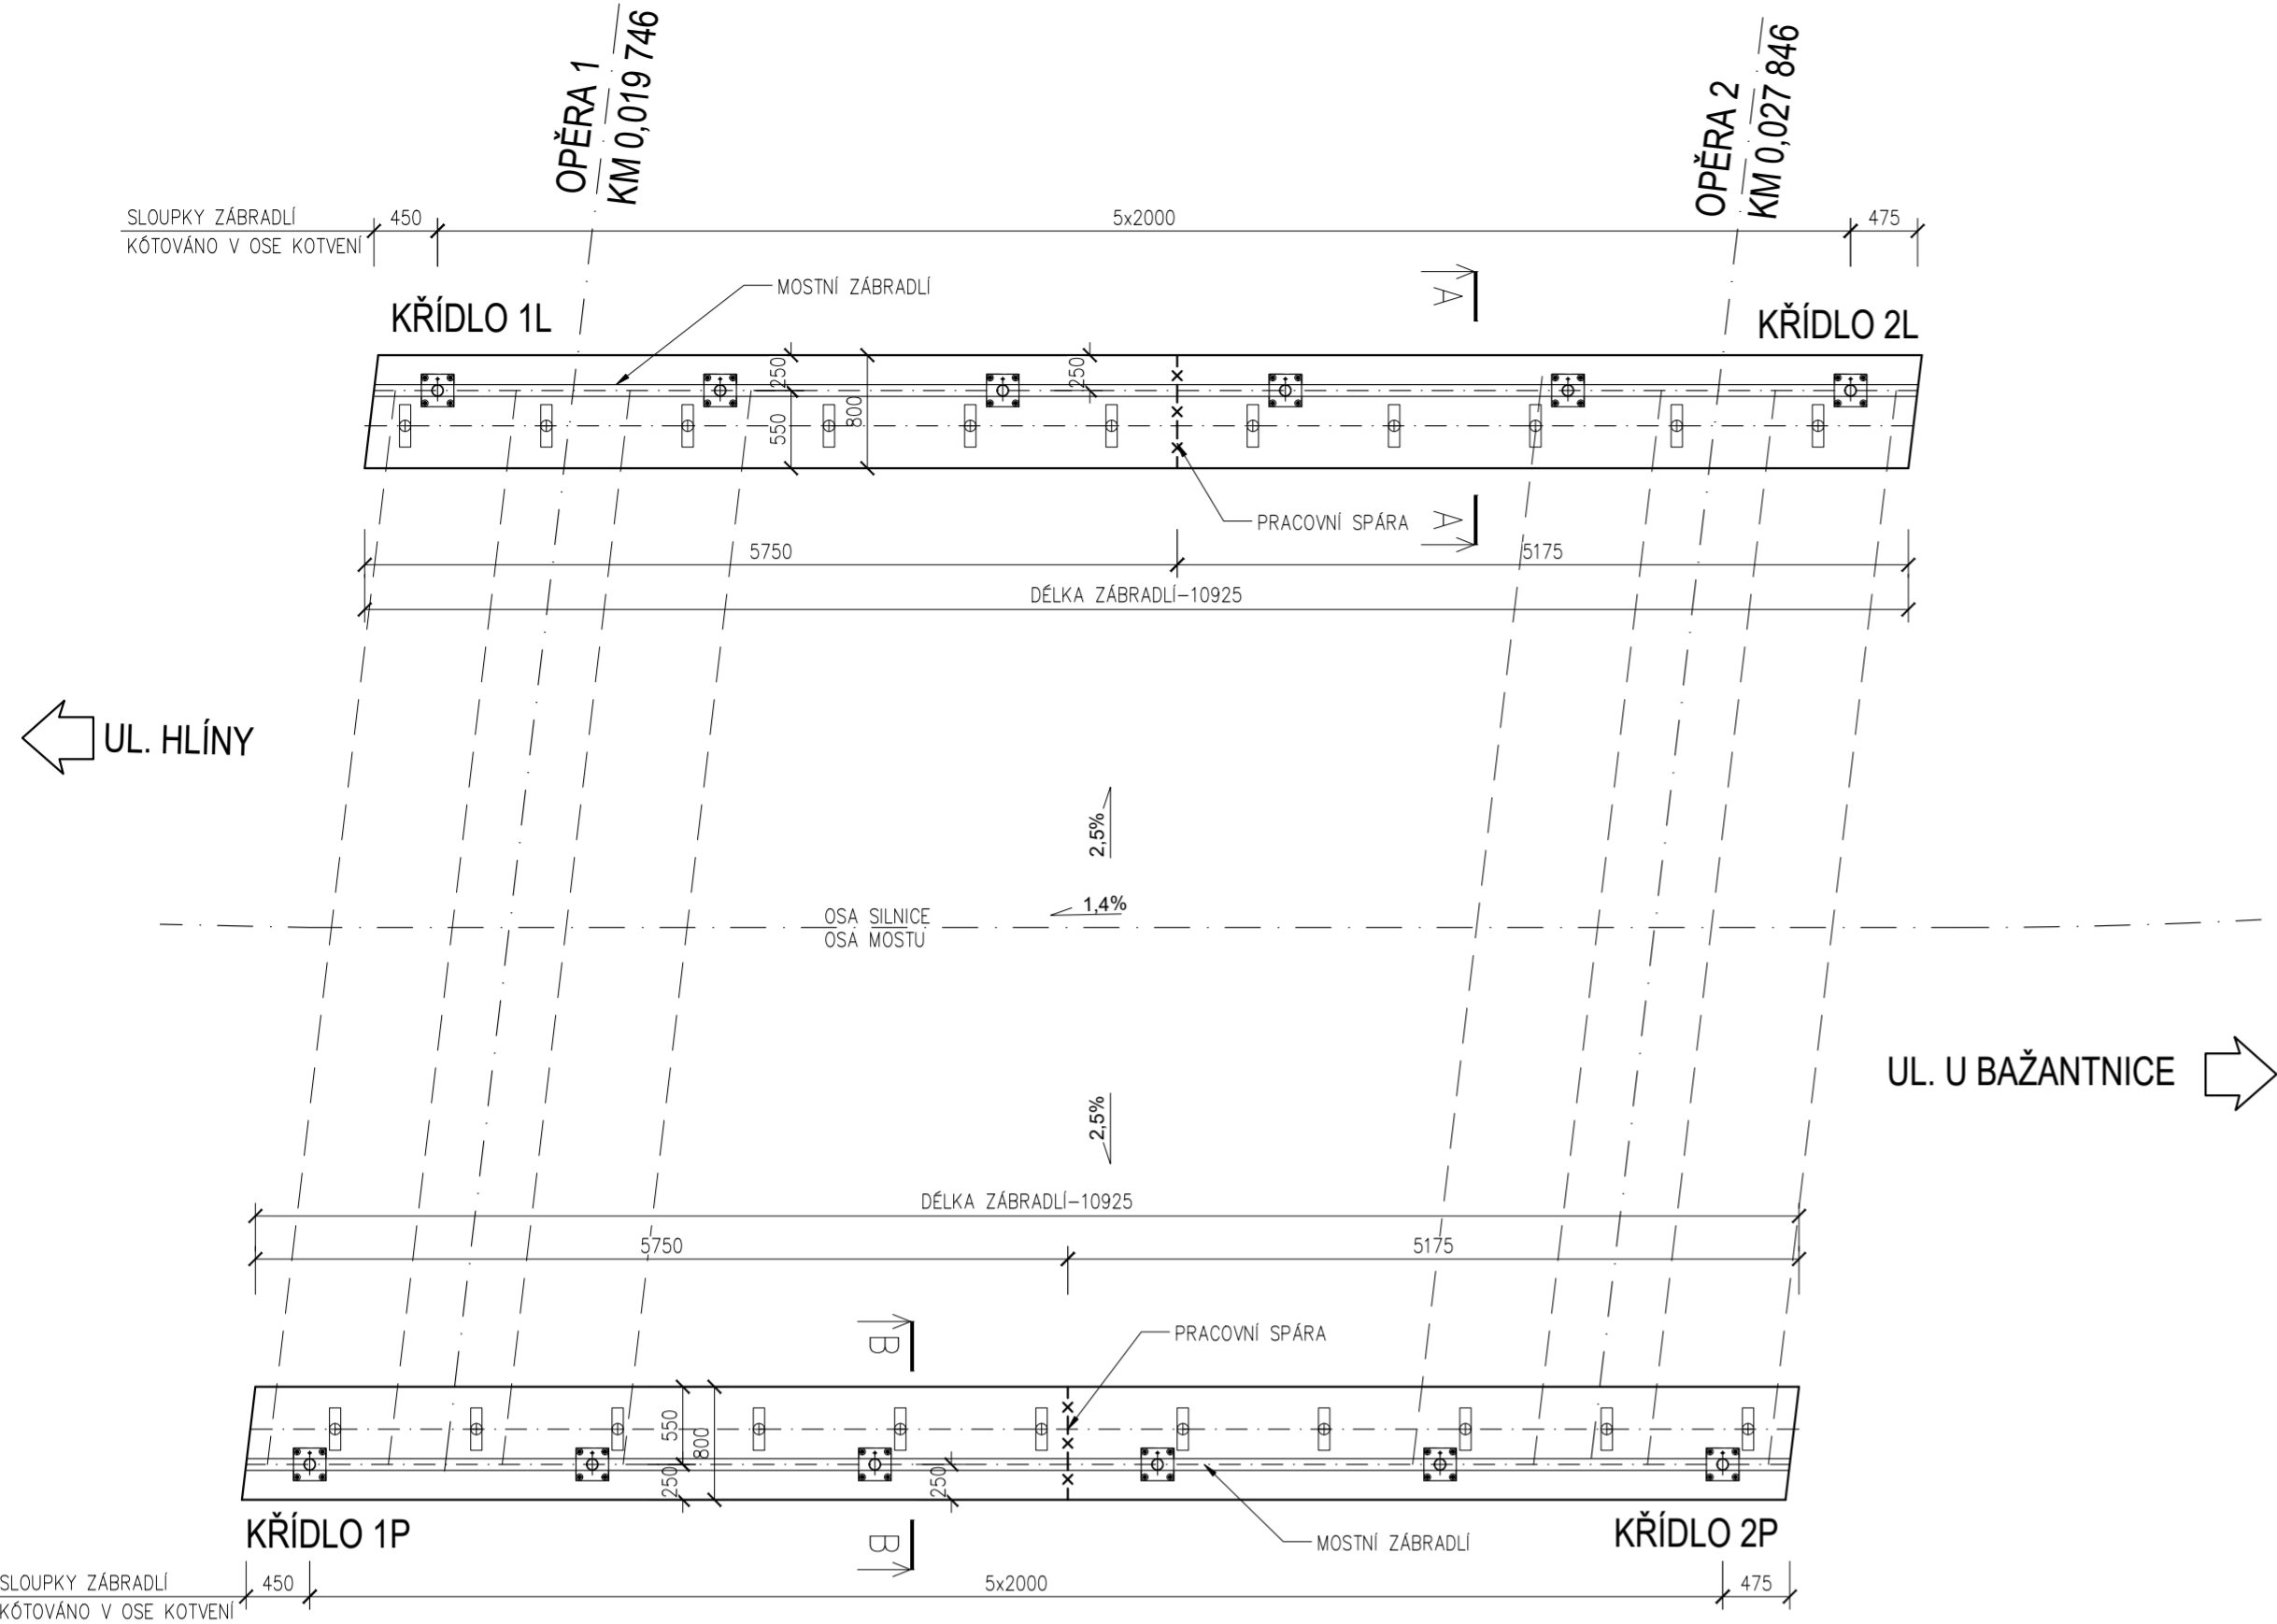 OPĚRA 1
KM 0,019 746
OPĚRA 2
KM 0,027 846
SLOUPKY ZÁBRADLÍ
KÓTOVÁNO V OSE KOTVENÍ
450
5x2000
475
MOSTNÍ ZÁBRADLÍ
A
KŘÍDLO 1L
KŘÍDLO 2L
250
550
800
250
PRACOVNÍ SPÁRA
A
5750
5175
DÉLKA ZÁBRADLÍ-10925
UL. HLÍNY
2,5%
1,4%
OSA SILNICE
OSA MOSTU
UL. U BAŽANTNICE
2,5%
DÉLKA ZÁBRADLÍ-10925
5750
5175
B
PRACOVNÍ SPÁRA
550
800
250
250
KŘÍDLO 1P
B
MOSTNÍ ZÁBRADLÍ
KŘÍDLO 2P
SLOUPKY ZÁBRADLÍ
KÓTOVÁNO V OSE KOTVENÍ
450
5x2000
475